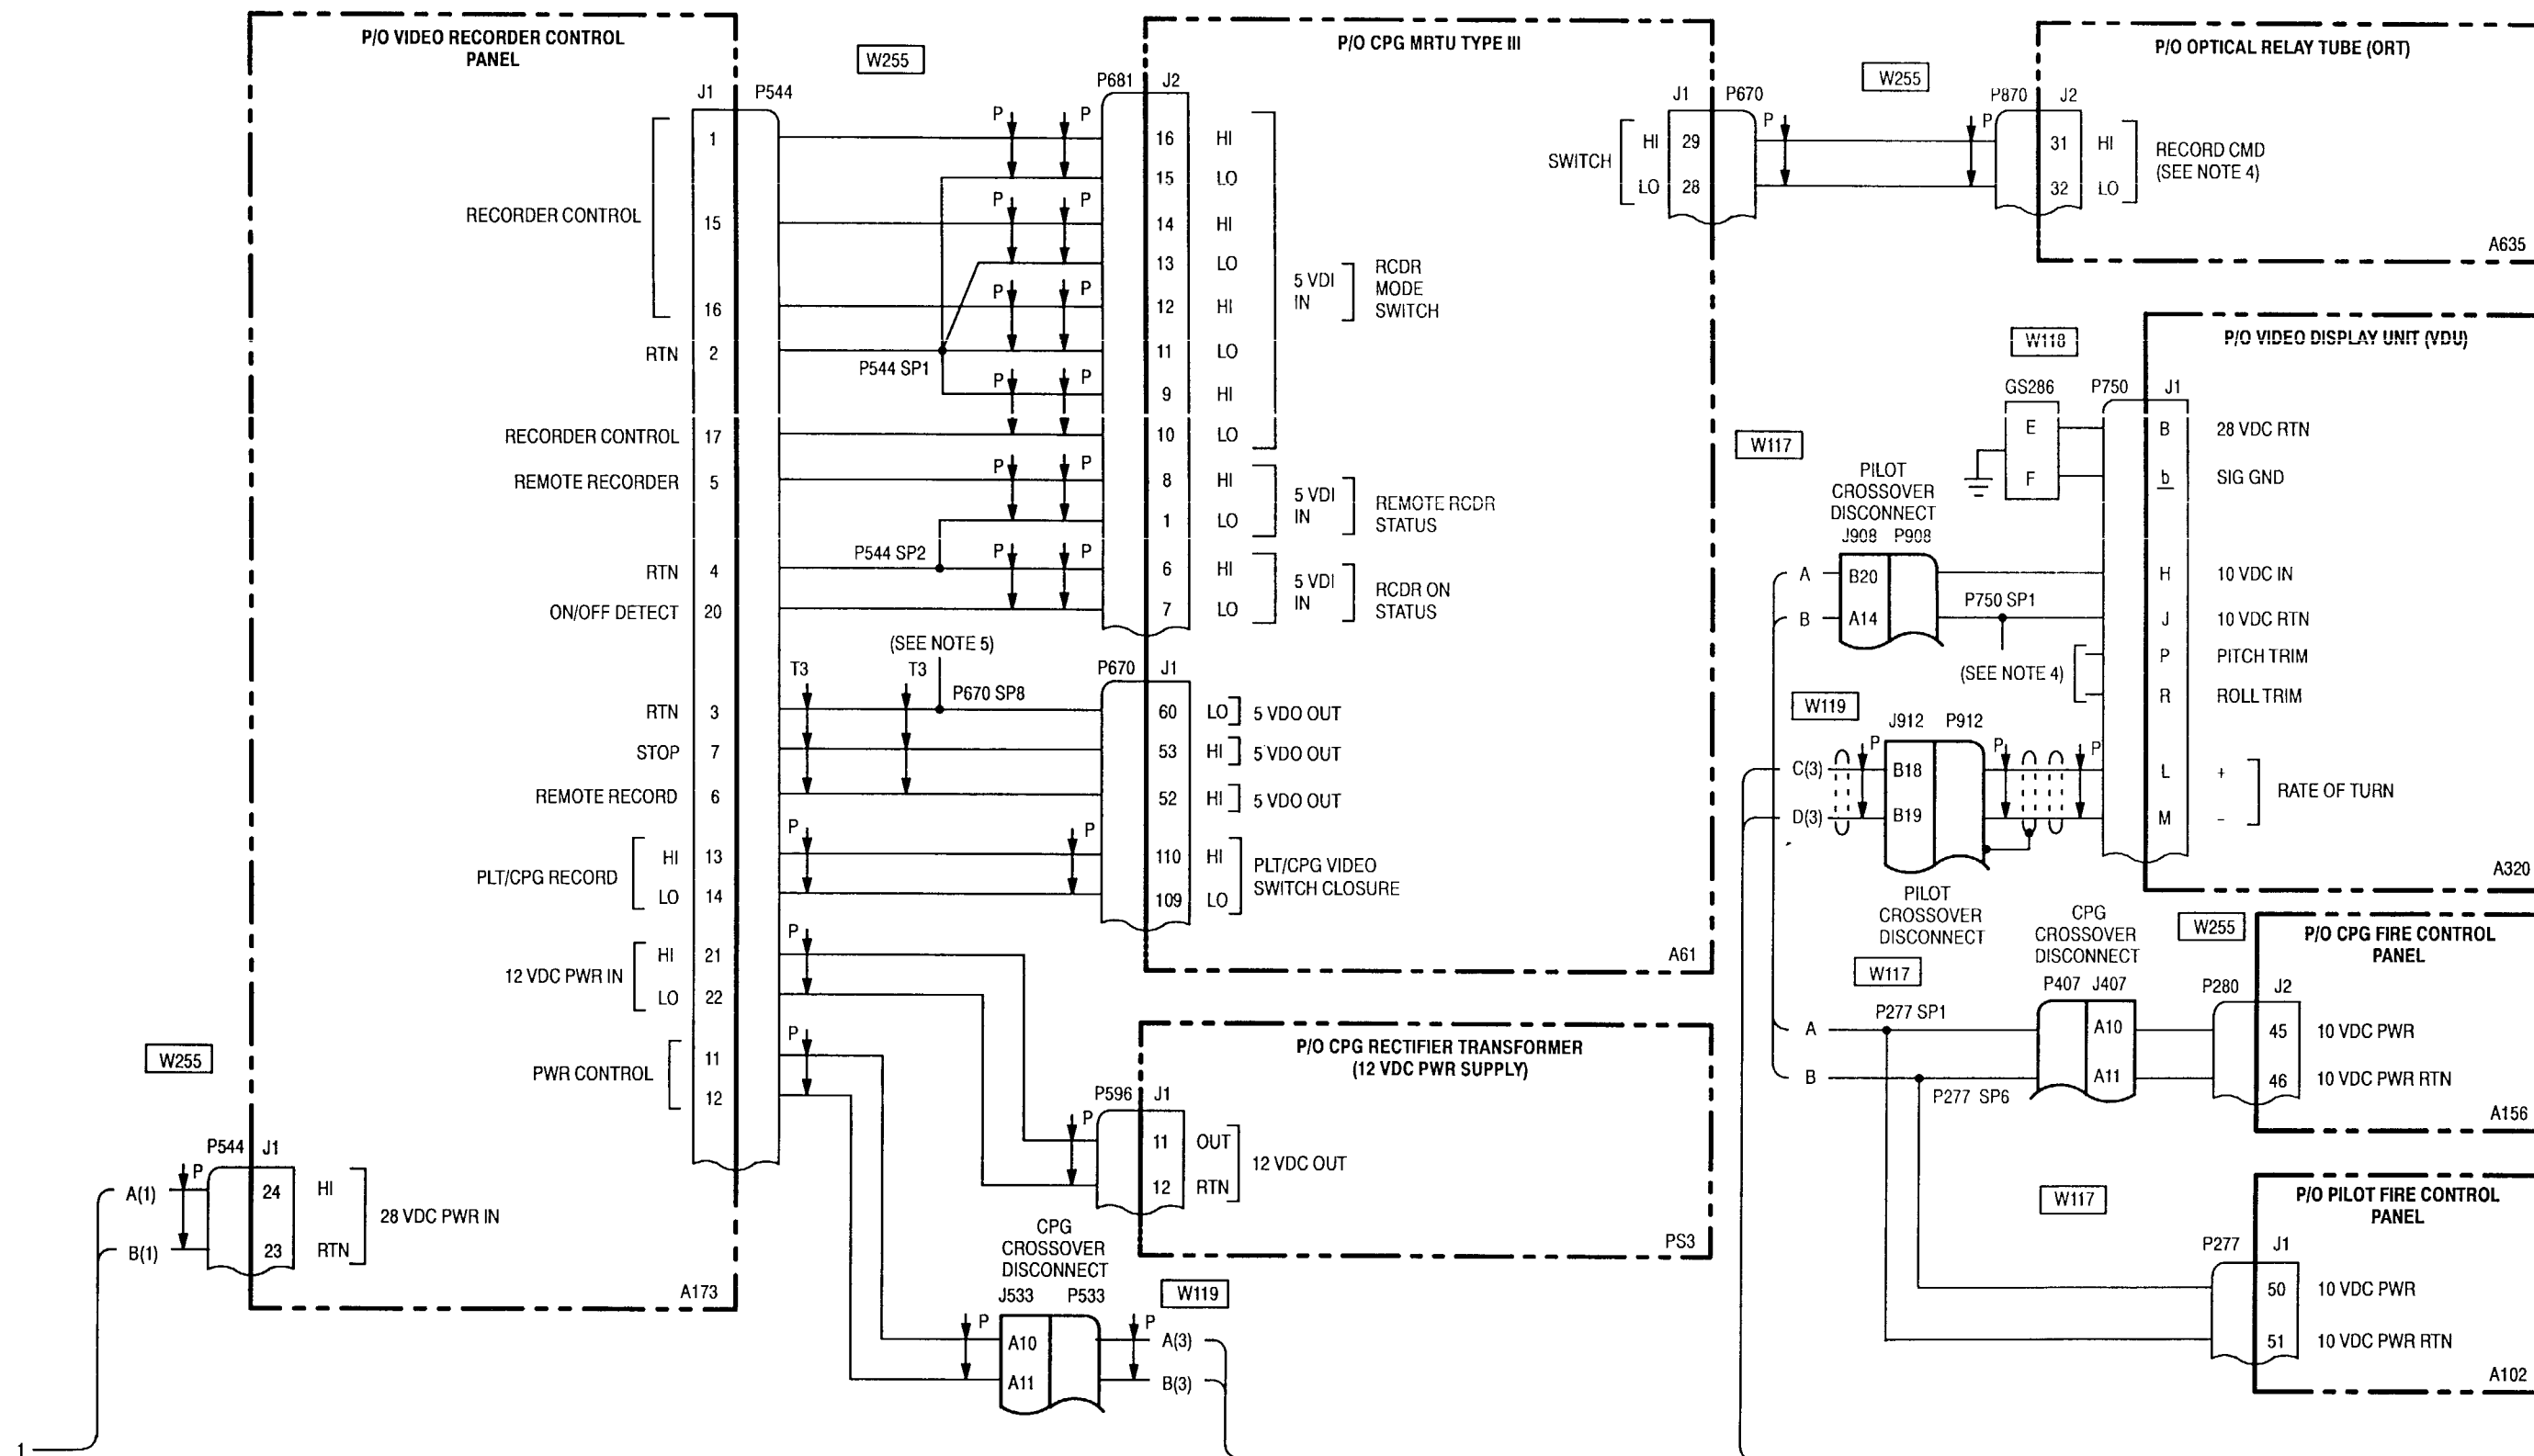 P/O VIDEO RECORDER CONTROL
PANEL
J1
P544
RECORDER CONTROL
1
15
16
RTN
2
RECORDER CONTROL
17
REMOTE RECORDER
5
RTN
4
ON/OFF DETECT
20
RTN
3
STOP
7
REMOTE RECORD
6
PLT/CPG RECORD
HI
13
LO
14
12 VDC PWR IN
HI
21
LO
22
PWR CONTROL
11
12
W255
P544
J1
A(1)
P
24
HI
B(1)
23
RTN
28 VDC PWR IN
A173
1
W255
P
P
P
P
P
P
P544 SP1
P
P
P
P
P544 SP2
P
P
(SEE NOTE 5)
T3
T3
P670 SP8
P
P
P
P
P/O CPG MRTU TYPE III
P681
J2
16
HI
15
LO
14
HI
13
LO
12
HI
11
LO
9
HI
10
LO
5 VDI
IN
RCDR
MODE
SWITCH
8
HI
1
LO
5 VDI
IN
REMOTE RCDR
STATUS
6
HI
7
LO
5 VDI
IN
RCDR ON
STATUS
P670
J1
60
LO
5 VDO OUT
53
HI
5 VDO OUT
52
HI
5 VDO OUT
110
HI
109
LO
PLT/CPG VIDEO
SWITCH CLOSURE
A61
SWITCH
J1
P670
HI
29
LO
28
P/O CPG RECTIFIER TRANSFORMER
(12 VDC PWR SUPPLY)
P596
J1
P
11
OUT
12
RTN
12 VDC OUT
PS3
CPG
CROSSOVER
DISCONNECT
J533
P533
W119
P
A10
A11
P
A(3)
B(3)
W255
P
P
P/O OPTICAL RELAY TUBE (ORT)
P870
J2
31
HI
32
LO
RECORD CMD
(SEE NOTE 4)
A635
P/O VIDEO DISPLAY UNIT (VDU)
W118
GS286
P750
J1
E
B
28 VDC RTN
F
b
SIG GND
W117
PILOT
CROSSOVER
DISCONNECT
J908
P908
A
B20
H
10 VDC IN
B
A14
P750 SP1
J
10 VDC RTN
(SEE NOTE 4)
P
PITCH TRIM
R
ROLL TRIM
W119
J912
P912
C(3)
P
B18
P
P
L
+
D(3)
B19
M
–
RATE OF TURN
PILOT
CROSSOVER
DISCONNECT
A320
P/O CPG FIRE CONTROL
PANEL
W255
CPG
CROSSOVER
DISCONNECT
W117
P407
J407
P280
J2
A
P277 SP1
A10
45
10 VDC PWR
B
P277 SP6
A11
46
10 VDC PWR RTN
A156
P/O PILOT FIRE CONTROL
PANEL
W117
P277
J1
50
10 VDC PWR
51
10 VDC PWR RTN
A102